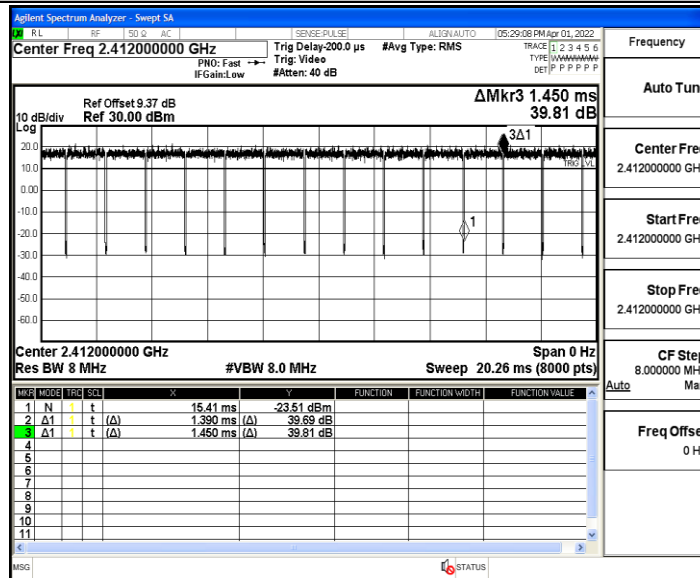 Agilent Spectrum Analyzer - Swept SA
RL RF 50 Ω AC SENSE:PULSE ALIGNAUTO 05:29:08 PM Apr 01, 2022
Center Freq 2.412000000 GHz
PNO: Fast
IFGain:Low
Trig Delay-200.0 µs
Trig: Video
#Atten: 40 dB
#Avg Type: RMS
TRACE 1 2 3 4 5 6
TYPE
DET P P P P P P
ΔMkr3 1.450 ms
39.81 dB
Ref Offset 9.37 dB
10 dB/div Ref 30.00 dBm
Log
3Δ1
20.0
TRIG LVL
10.0
0.00
-10.0
1
-20.0
-30.0
-40.0
-50.0
-60.0
Center 2.412000000 GHz Span 0 Hz
Res BW 8 MHz #VBW 8.0 MHz Sweep 20.26 ms (8000 pts)
MKR MODE TRC SCL X Y FUNCTION FUNCTION WIDTH FUNCTION VALUE
1 N 1 t 15.41 ms -23.51 dBm
2 Δ1 1 t (Δ) 1.390 ms (Δ) 39.69 dB
3 Δ1 1 t (Δ) 1.450 ms (Δ) 39.81 dB
4
5
6
7
8
9
10
11
MSG STATUS
Frequency
Auto Tun
Center Fre
2.412000000 GH
Start Fre
2.412000000 GH
Stop Fre
2.412000000 GH
CF Ste
8.000000 MH
Auto Ma
Freq Offse
0 H